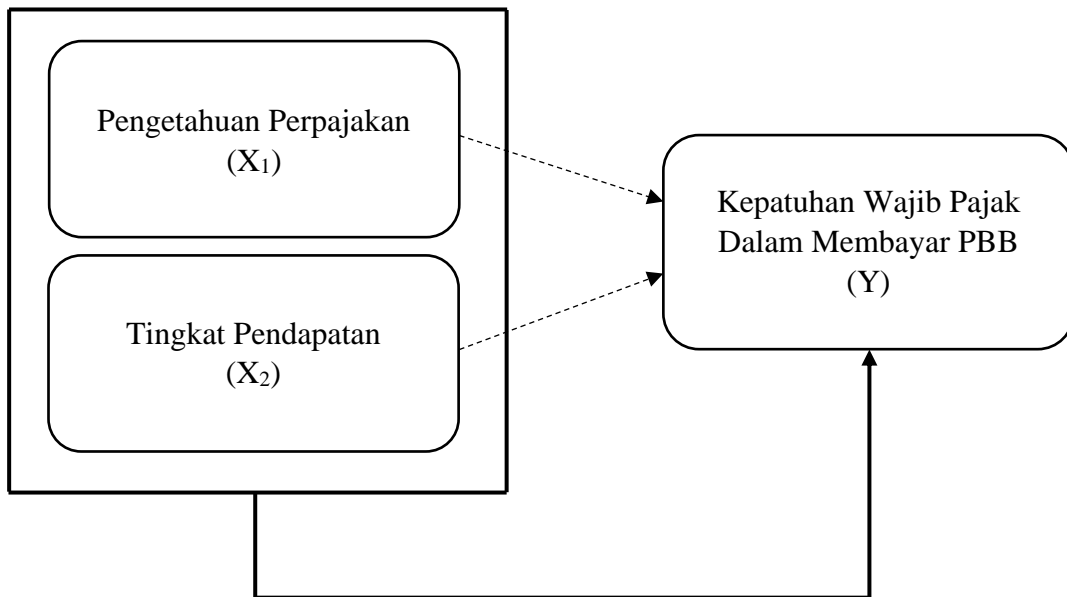 Pengetahuan Perpajakan
(X₁)
Tingkat Pendapatan
(X₂)
Kepatuhan Wajib Pajak
Dalam Membayar PBB
(Y)